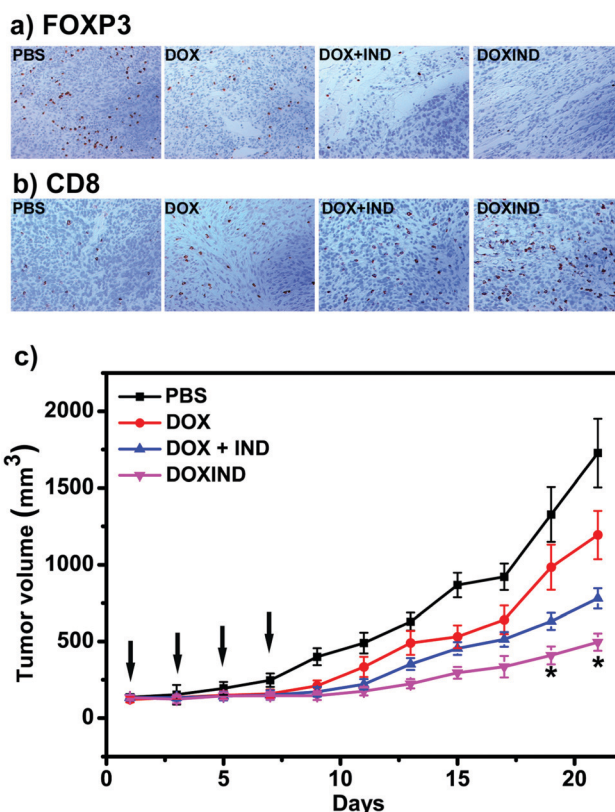 a) FOXP3
PBS DOX DOX+IND DOXIND
b) CD8
PBS DOX DOX+IND DOXIND
c)
PBS
DOX
DOX + IND
DOXIND
Tumor volume (mm³)
2000
1500
1000
500
0
* *
0 5 10 15 20
Days